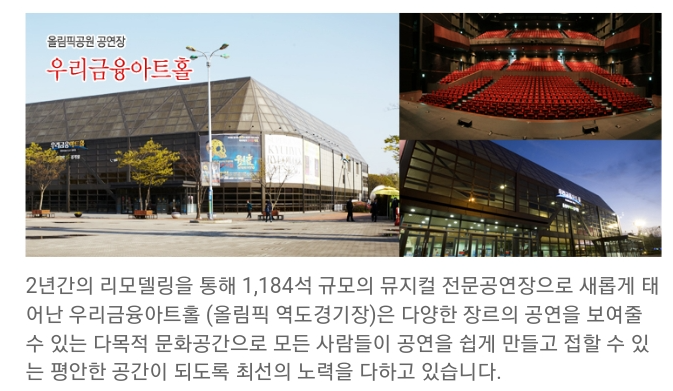 올림픽공원 공연장
우리금융아트홀
2년간의 리모델링을 통해 1,184석 규모의 뮤지컬 전문공연장으로 새롭게 태
어난 우리금융아트홀 (올림픽 역도경기장)은 다양한 장르의 공연을 보여줄
수 있는 다목적 문화공간으로 모든 사람들이 공연을 쉽게 만들고 접할 수 있
는 평안한 공간이 되도록 최선의 노력을 다하고 있습니다.